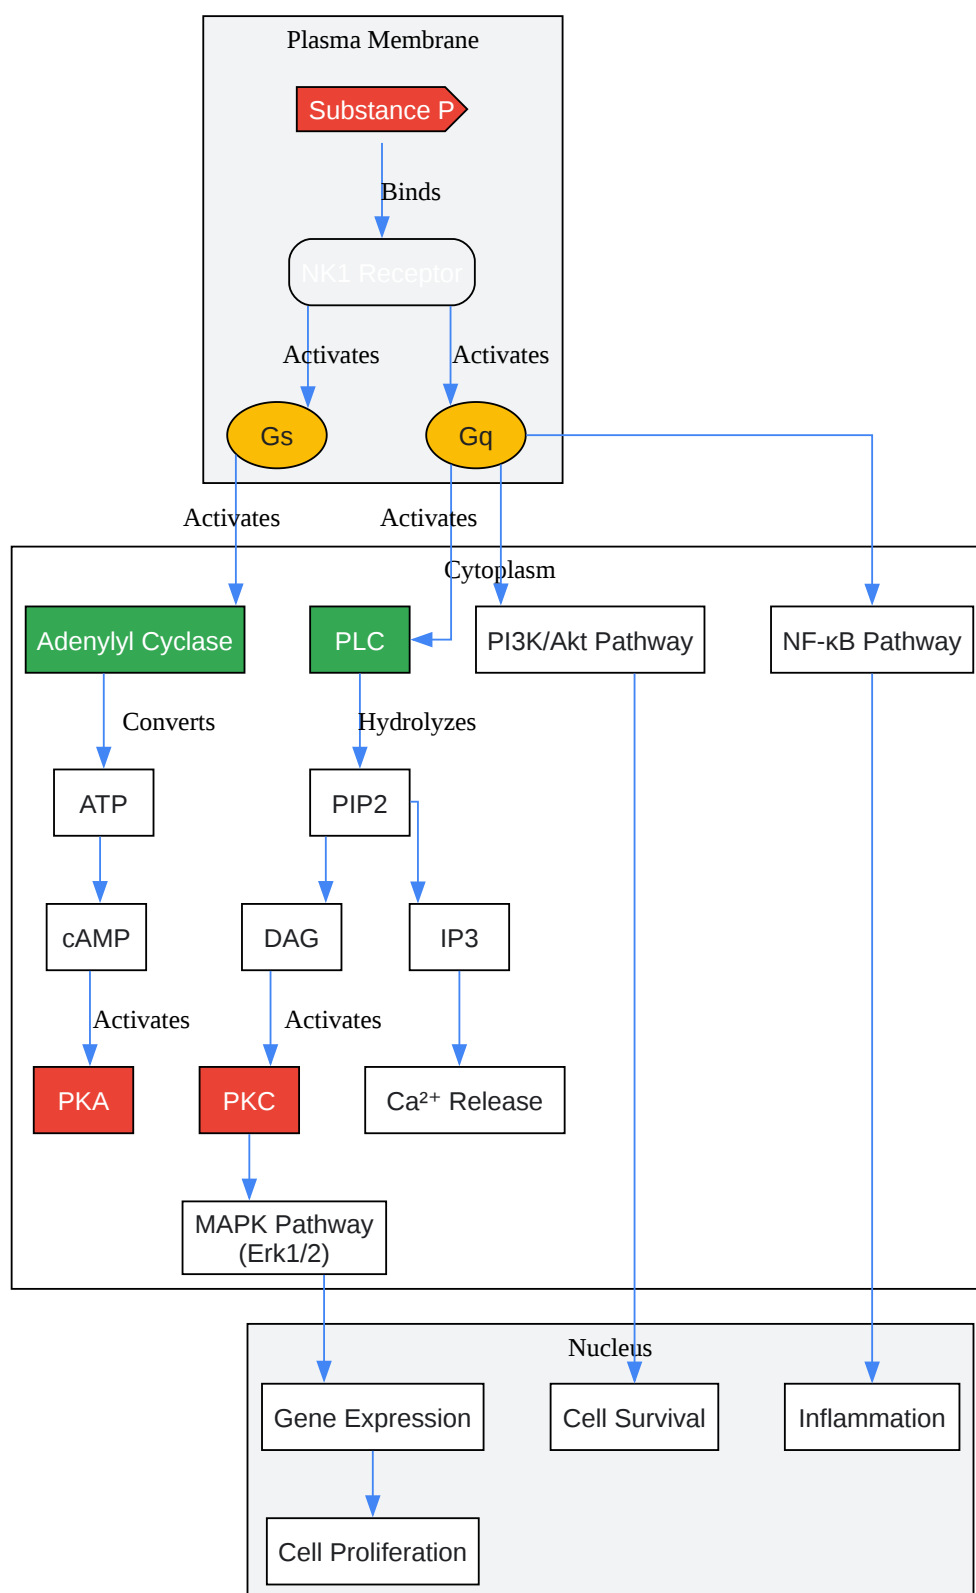 Plasma Membrane
Substance P
Binds
NK1 Receptor
Activates
Activates
Gs
Gq
Activates
Activates
Cytoplasm
Adenylyl Cyclase
PLC
PI3K/Akt Pathway
NF-κB Pathway
Converts
Hydrolyzes
ATP
PIP2
cAMP
DAG
IP3
Activates
Activates
PKA
PKC
Ca²⁺ Release
MAPK Pathway
(Erk1/2)
Nucleus
Gene Expression
Cell Survival
Inflammation
Cell Proliferation